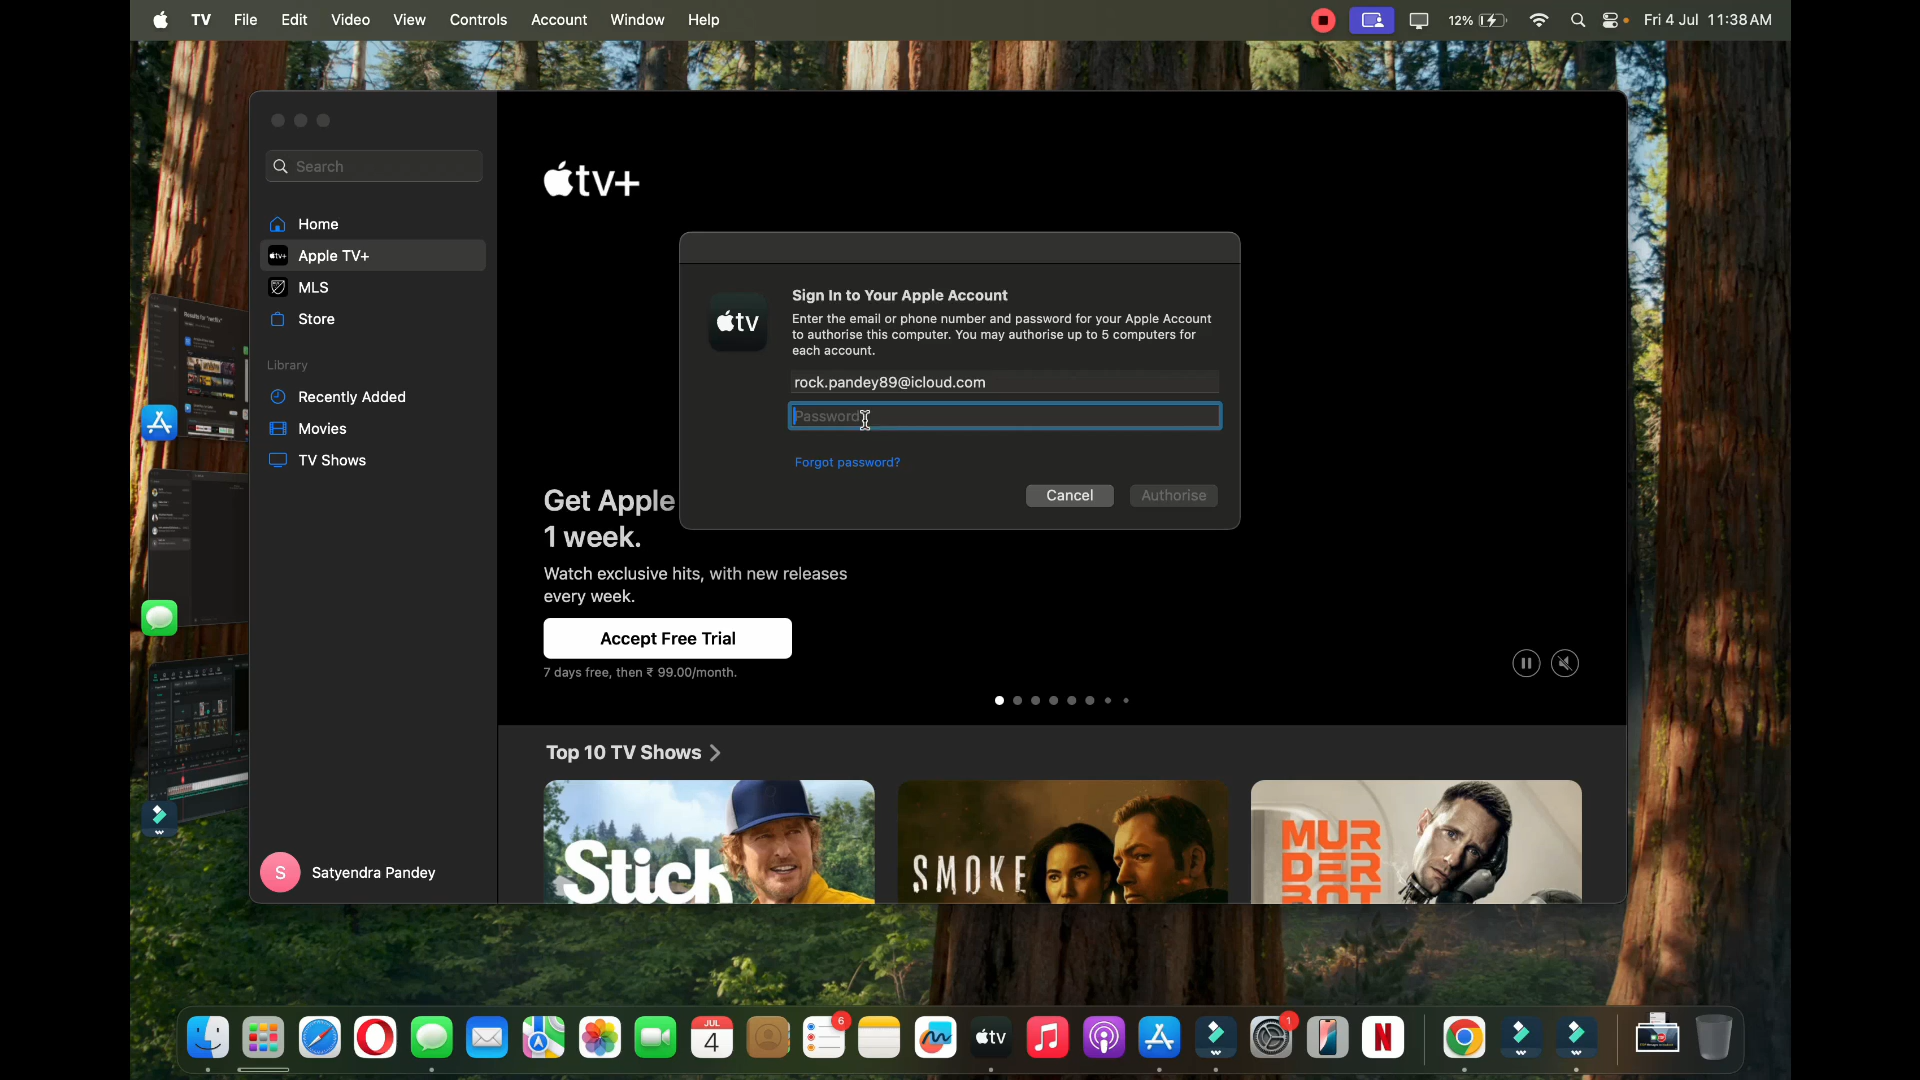 TV File Edit Video View Controls Account Window Help
12% Fri 4 Jul 11:38 AM
Search
Home
tv+ Apple TV+
MLS
Store
Library
Recently Added
Movies
TV Shows
S Satyendra Pandey
tv+
Sign In to Your Apple Account
Enter the email or phone number and password for your Apple Account
to authorise this computer. You may authorise up to 5 computers for
each account.
tv
rock.pandey89@icloud.com
Password
Forgot password?
Cancel Authorise
Get Apple
1 week.
Watch exclusive hits, with new releases
every week.
Accept Free Trial
7 days free, then ₹ 99.00/month.
Top 10 TV Shows
Stick
SMOKE
MUR
DER
BOT
JUL
4
6
tv
1
N